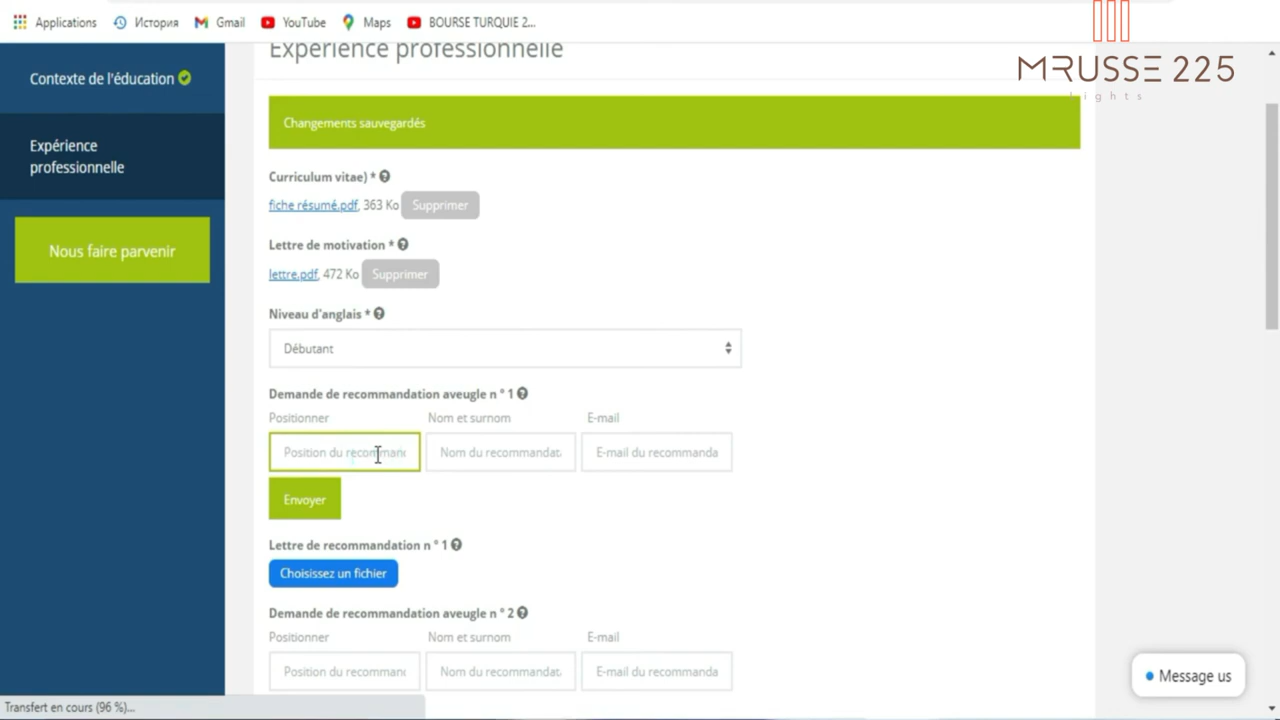 Applications История Gmail YouTube Maps BOURSE TURQUIE 2...
Expérience professionnelle
MRUSSE 225
lights
Contexte de l'éducation
Expérience
professionnelle
Nous faire parvenir
Changements sauvegardés
Curriculum vitae) *
fiche résumé.pdf, 363 Ko Supprimer
Lettre de motivation *
lettre.pdf, 472 Ko Supprimer
Niveau d'anglais *
Débutant
Demande de recommandation aveugle n ° 1
Positionner Nom et surnom E-mail
Position du recomman Nom du recommandat E-mail du recommanda
Envoyer
Lettre de recommandation n ° 1
Choisissez un fichier
Demande de recommandation aveugle n ° 2
Positionner Nom et surnom E-mail
Position du recomman Nom du recommandat E-mail du recommanda
Message us
Transfert en cours (96 %)...